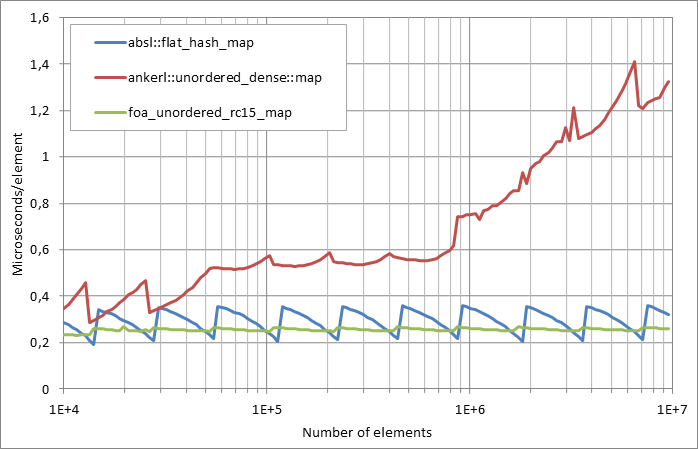 1,6
1,4
1,2
1
0,8
0,6
0,4
0,2
0
Microseconds/element
absl::flat_hash_map
ankerl::unordered_dense::map
foa_unordered_rc15_map
1E+4 1E+5 1E+6 1E+7
Number of elements